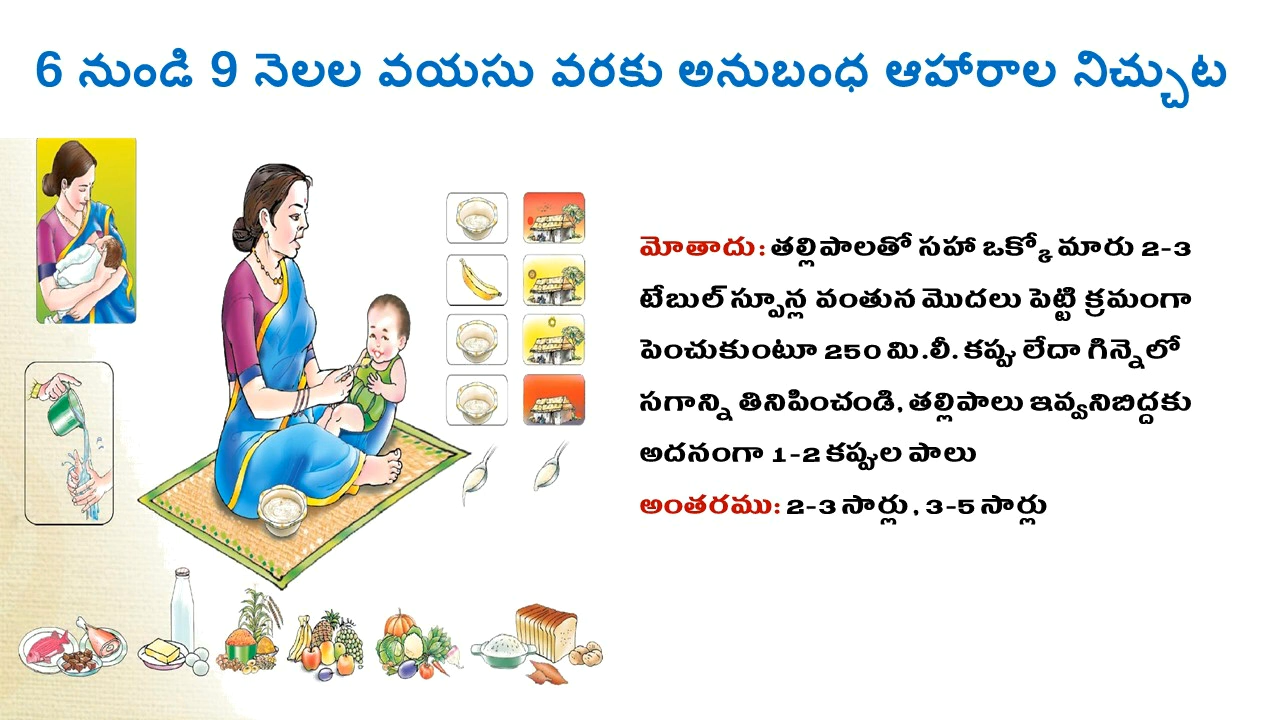 6 నుండి 9 నెలల వయసు వరకు అనుబంధ ఆహారాల నిచ్చుట
మోతాదు: తల్లిపాలతో సహా ఒక్కో మారు 2-3
టేబుల్ స్పూన్ల వంతున మొదలు పెట్టి క్రమంగా
పెంచుకుంటూ 250 మి.లీ. కప్పు లేదా గిన్నెలో
సగాన్ని తినిపించండి, తల్లిపాలు ఇవ్వనిబిడ్డకు
అదనంగా 1-2 కప్పుల పాలు
అంతరము: 2-3 సార్లు, 3-5 సార్లు